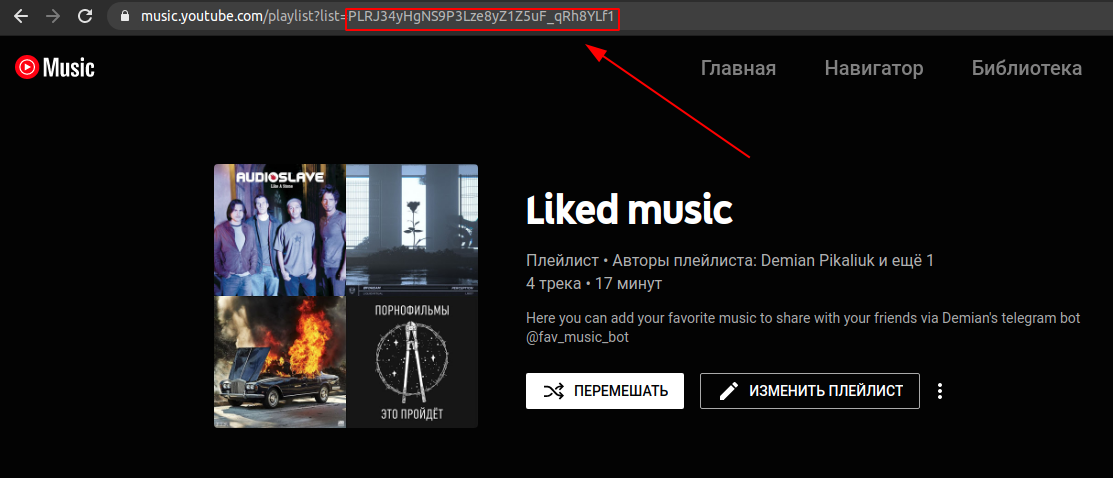 music.youtube.com/playlist?list=PLRJ34yHgNS9P3Lze8yZ1Z5uF_qRh8YLf1
Music
Главная
Навигатор
Библиотека
AUDIOSLAVE
Like A Stone
ПОРНОФИЛЬМЫ
ЭТО ПРОЙДЁТ
Liked music
Плейлист • Авторы плейлиста: Demian Pikaliuk и ещё 1
4 трека • 17 минут
Here you can add your favorite music to share with your friends via Demian's telegram bot
@fav_music_bot
ПЕРЕМЕШАТЬ
ИЗМЕНИТЬ ПЛЕЙЛИСТ